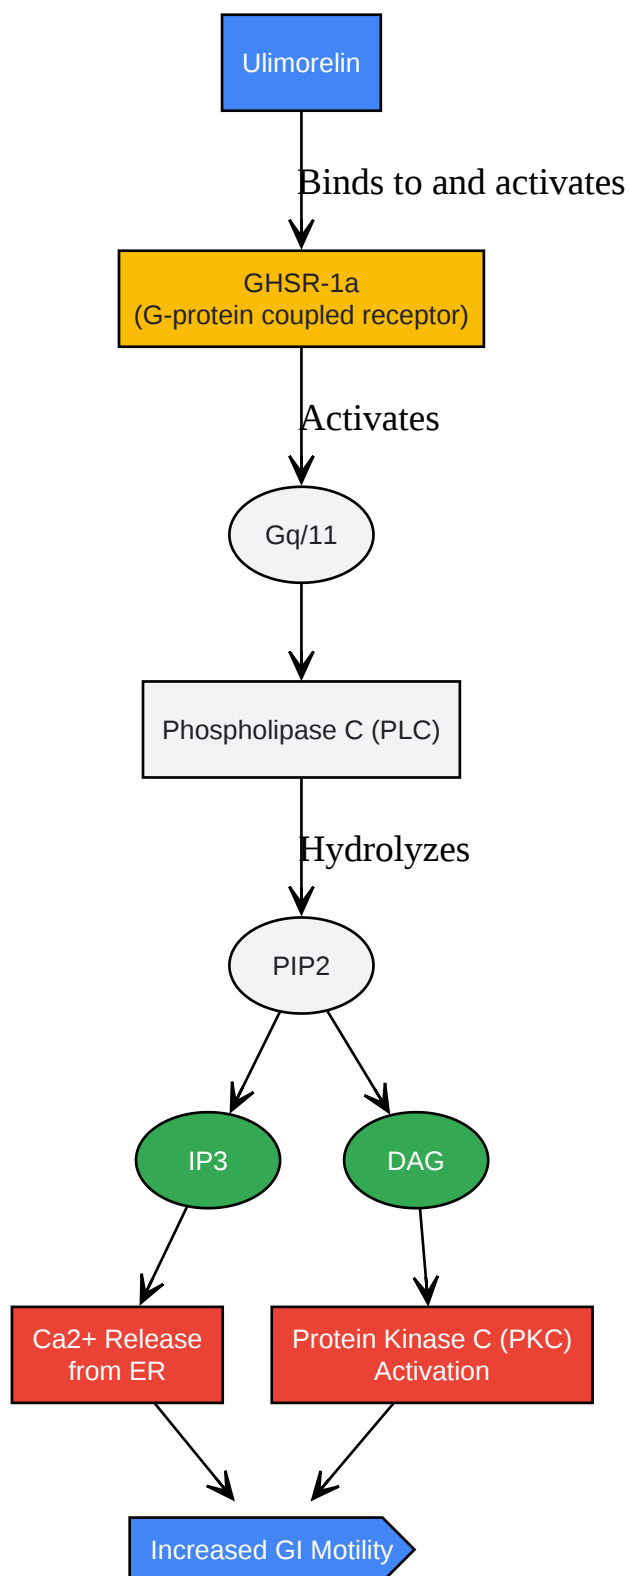 Ulimorelin
Binds to and activates
GHSR-1a
(G-protein coupled receptor)
Activates
Gq/11
Phospholipase C (PLC)
Hydrolyzes
PIP2
IP3
DAG
Ca2+ Release
from ER
Protein Kinase C (PKC)
Activation
Increased GI Motility